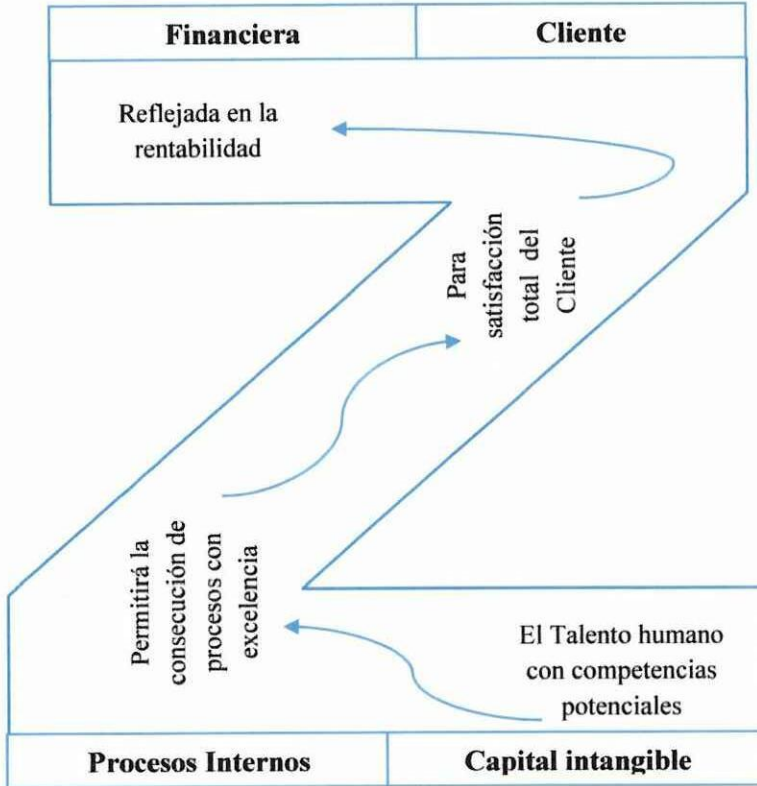 Financiera
Cliente
Reflejada en la
rentabilidad
Para
satisfacción
total del
Cliente
Permitirá la
consecución de
procesos con
excelencia
El Talento humano
con competencias
potenciales
Procesos Internos
Capital intangible